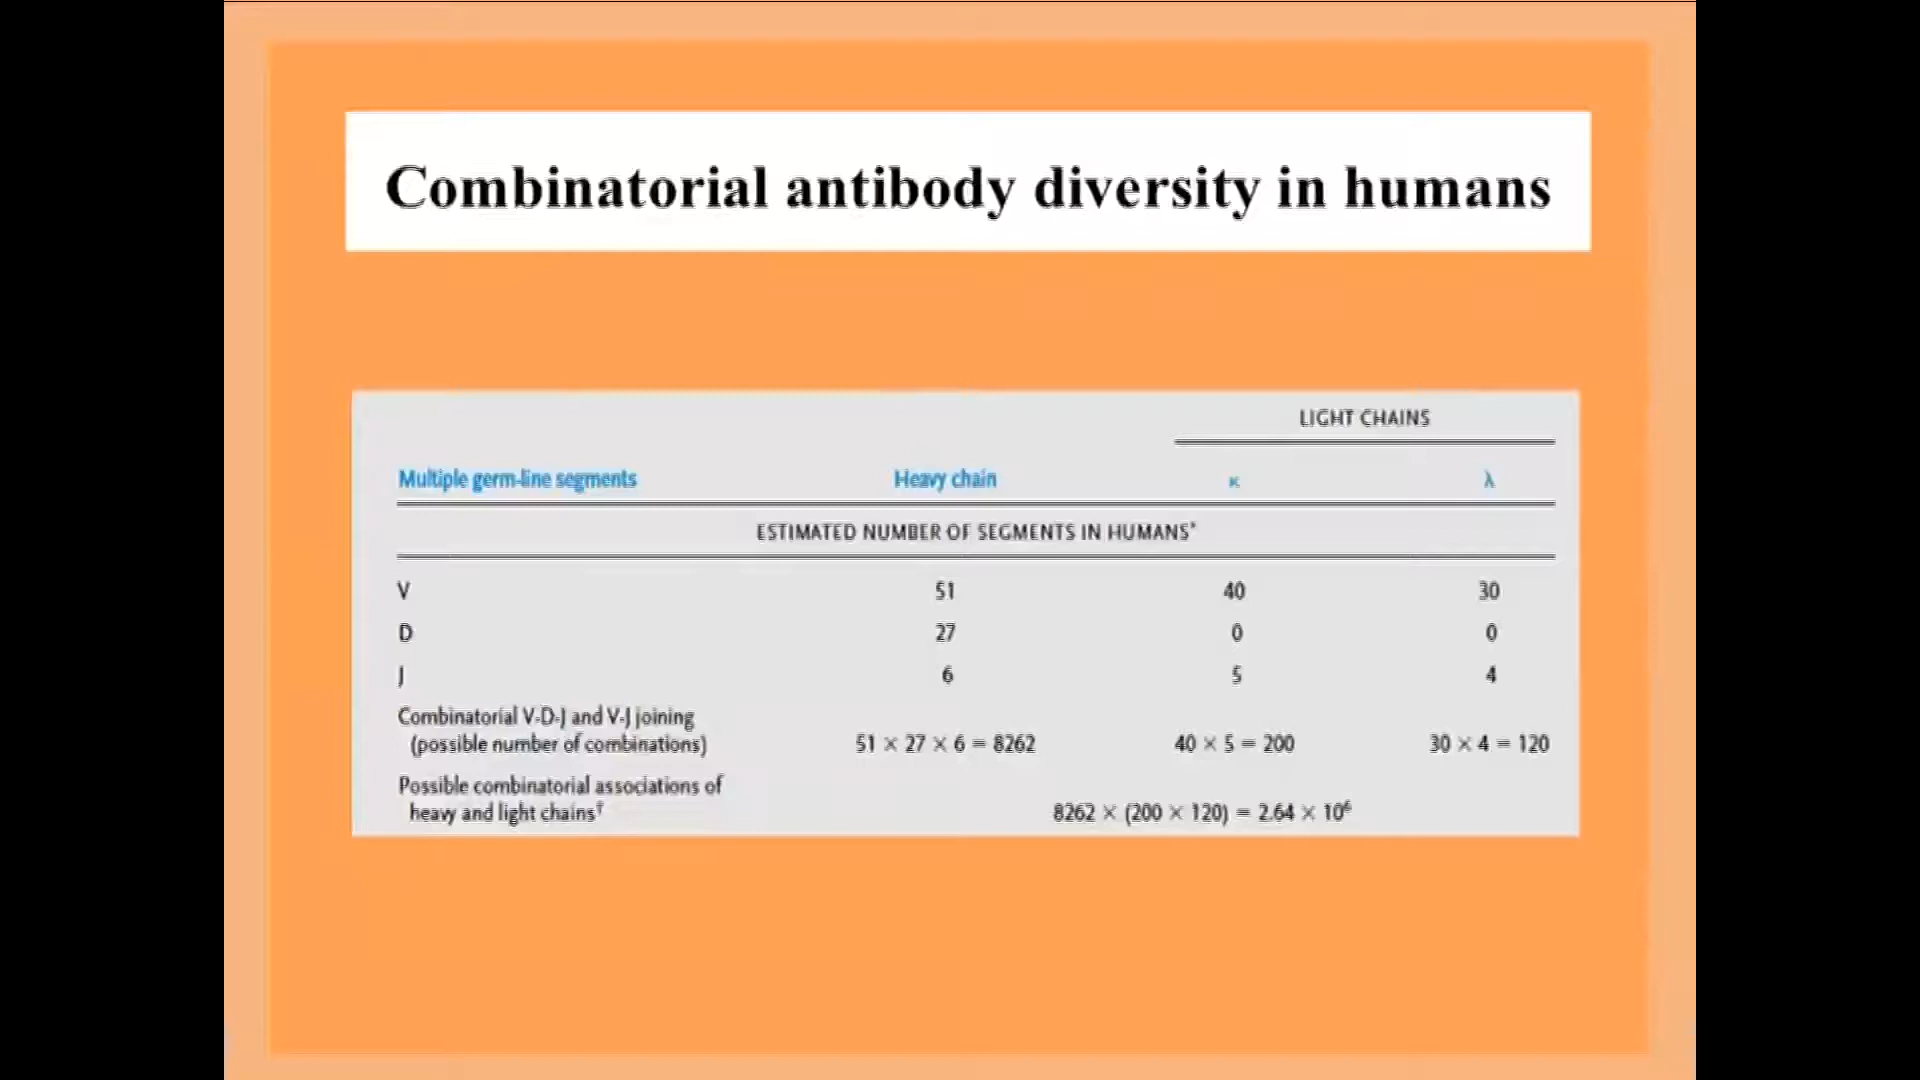 Combinatorial antibody diversity in humans
LIGHT CHAINS
Multiple germ-line segments Heavy chain κ λ
ESTIMATED NUMBER OF SEGMENTS IN HUMANS*
V 51 40 30
D 27 0 0
J 6 5 4
Combinatorial V-D-J and V-J joining
(possible number of combinations) 51 × 27 × 6 = 8262 40 × 5 = 200 30 × 4 = 120
Possible combinatorial associations of
heavy and light chains† 8262 × (200 × 120) = 2.64 × 10⁶